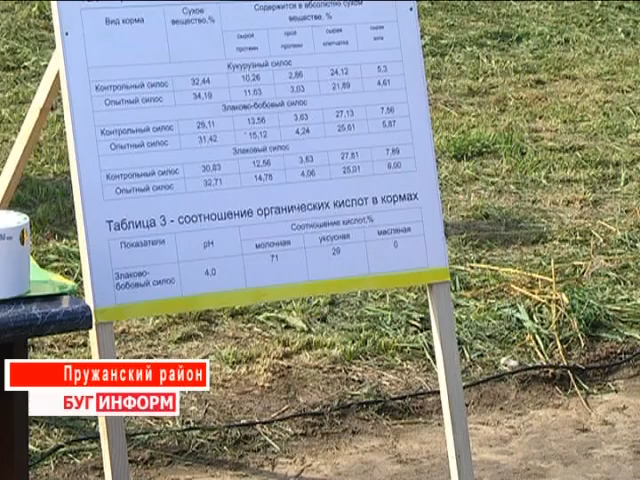 Вид корма Сухое вещество,% Содержится в абсолютно сухом веществе, %
сырой протеин сырая клетчатка сырая зола
Кукурузный силос
Контрольный силос 32,44 10,26 2,86 24,12 5,3
Опытный силос 34,19 11,63 3,03 21,89 4,61
Злаково-бобовый силос
Контрольный силос 29,11 13,56 3,63 27,13 7,56
Опытный силос 31,42 15,12 4,24 25,61 5,87
Злаковый силос
Контрольный силос 30,83 12,56 3,63 27,81 7,89
Опытный силос 32,71 14,78 4,06 25,01 6,00
Таблица 3 - соотношение органических кислот в кормах
Показатели pH Соотношение кислот,%
молочная уксусная масляная
Злаково-бобовый силос 4,0 71 29 0
Пружанский район
БУГИНФОРМ